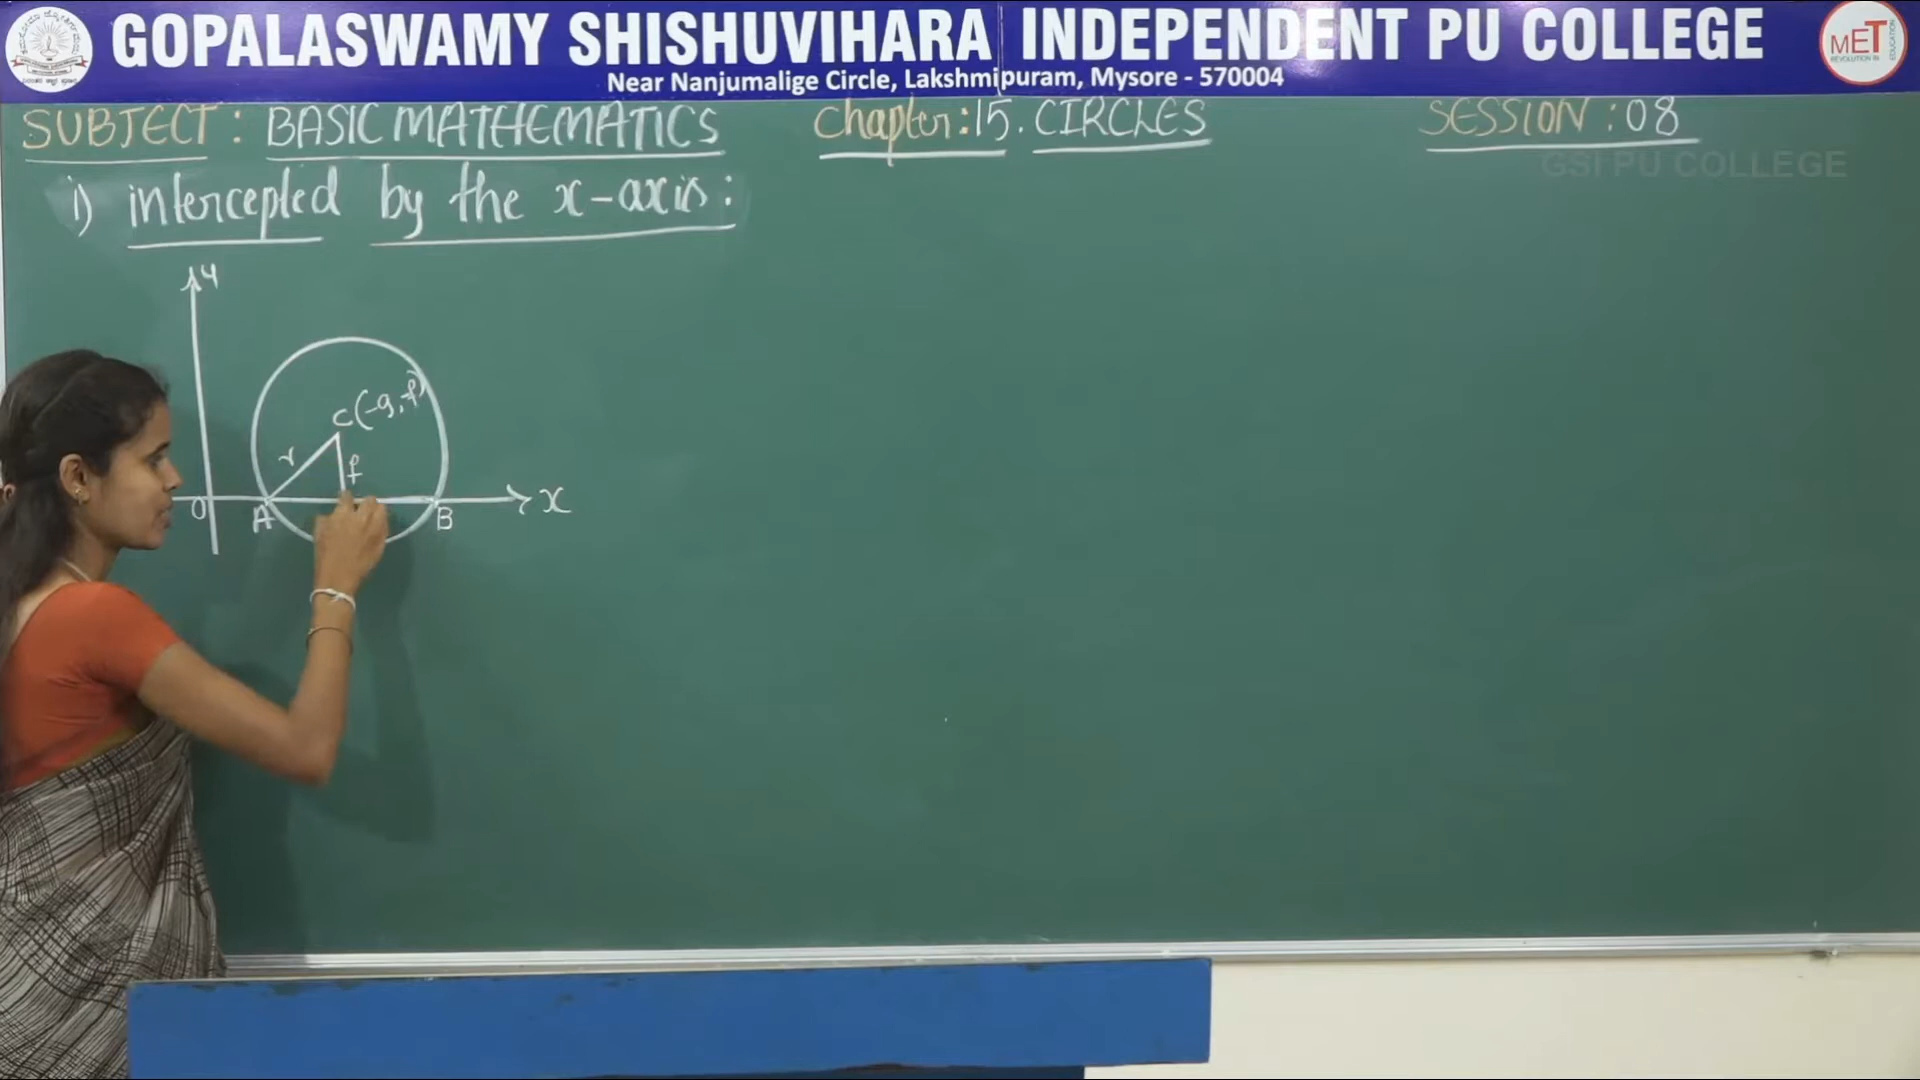 GOPALASWAMY SHISHUVIHARA INDEPENDENT PU COLLEGE
Near Nanjumalige Circle, Lakshmipuram, Mysore - 570004
MET
EDUCATION
SUBJECT : BASIC MATHEMATICS
Chapter:15. CIRCLES
SESSION : 08
GSI PU COLLEGE
i) intercepted by the x-axis:
y
C(-g,-f)
r
f
O
A
B
x